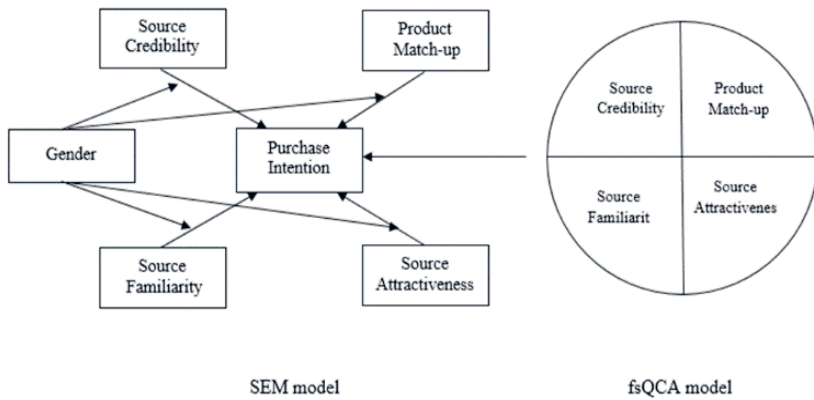 Source
Credibility
Product
Match-up
Gender
Purchase
Intention
Source
Familiarity
Source
Attractiveness
Source
Credibility
Product
Match-up
Source
Familiarit
Source
Attractivenes
SEM model
fsQCA model